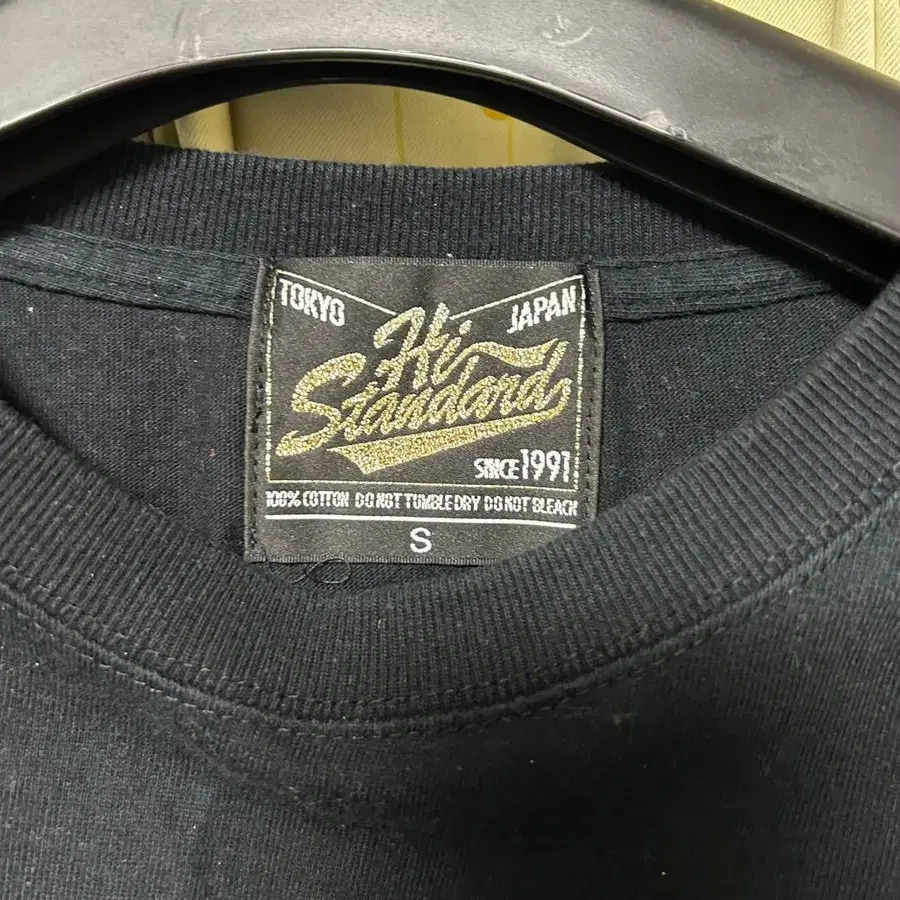 TOKYO JAPAN
Hi-
Standard
SINCE 1991
100% COTTON DO NOT TUMBLE DRY DO NOT BLEACH
S